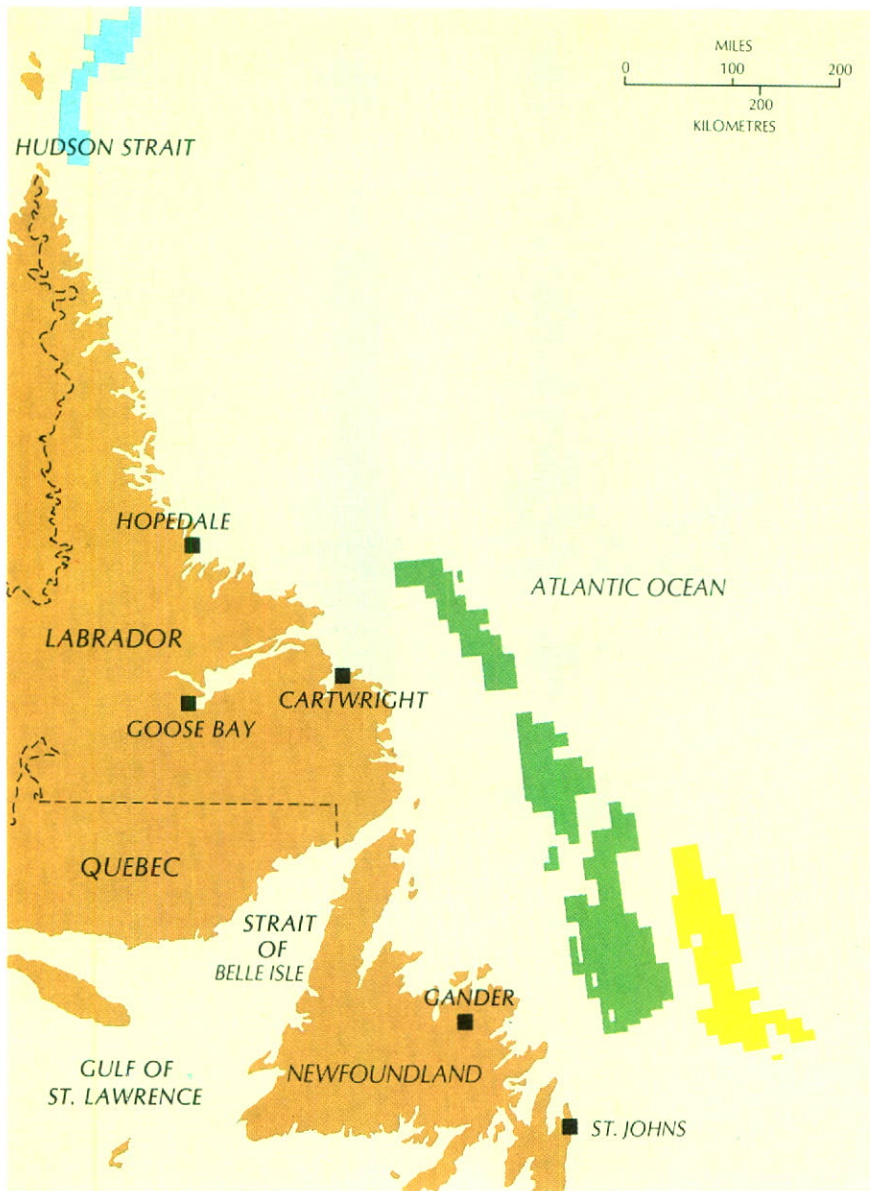 MILES
0 100 200
200
KILOMETRES
HUDSON STRAIT
HOPEDALE
ATLANTIC OCEAN
LABRADOR
CARTWRIGHT
GOOSE BAY
QUEBEC
STRAIT
OF
BELLE ISLE
GANDER
GULF OF
ST. LAWRENCE
NEWFOUNDLAND
ST. JOHNS